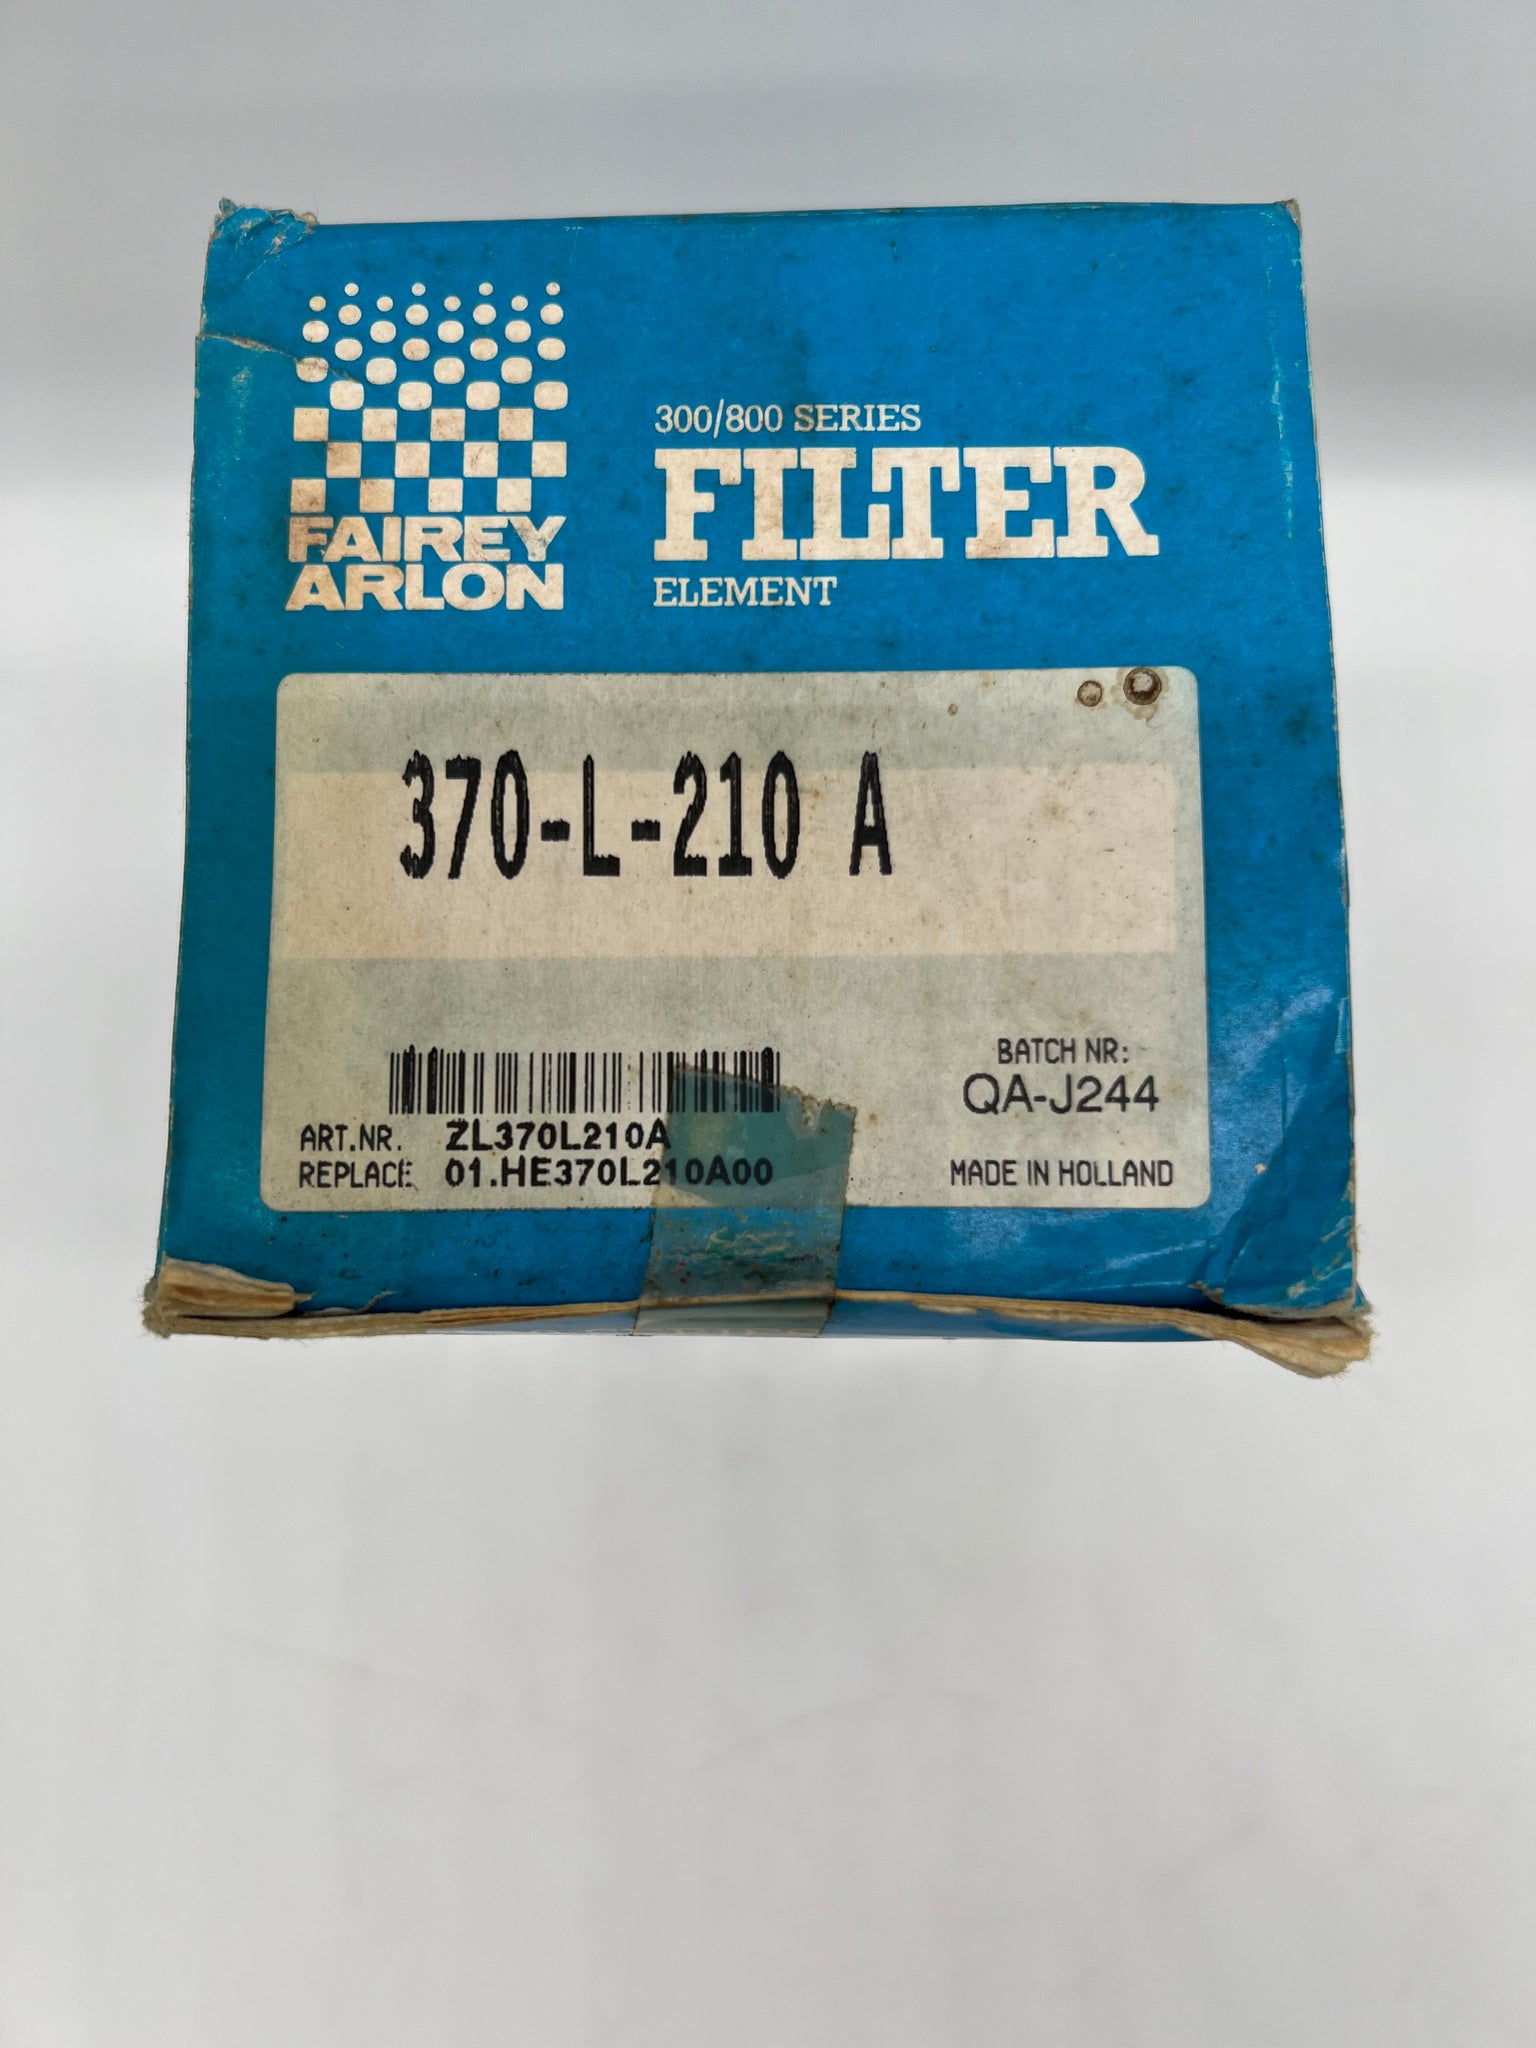 FAIREY
ARLON
300/800 SERIES
FILTER
ELEMENT
370-L-210 A
BATCH NR:
QA-J244
ART.NR. ZL370L210A
REPLACE 01.HE370L210A00
MADE IN HOLLAND